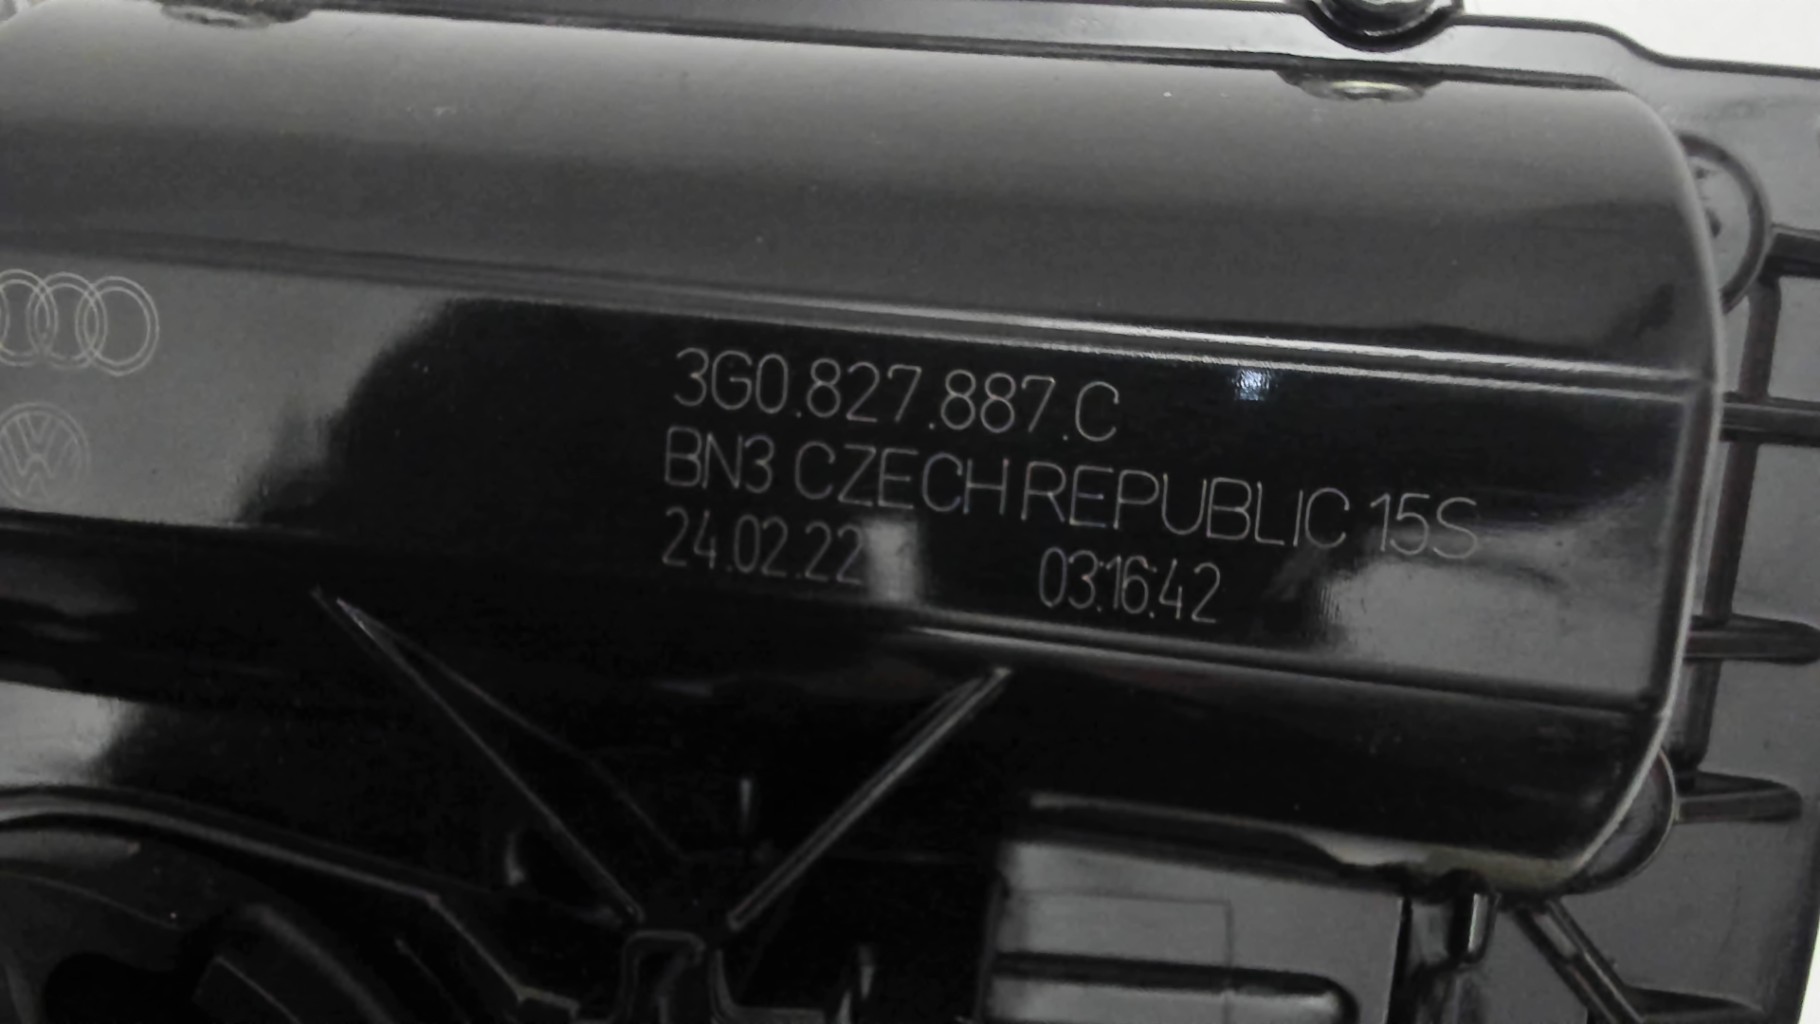 3G0.827.887.C
BN3 CZECH REPUBLIC 15S
24.02.22 03:16:42